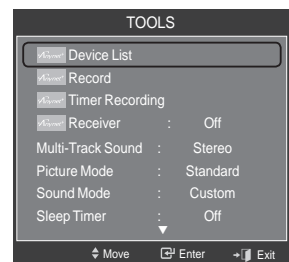 TOOLS
Device List
Record
Timer Recording
Receiver : Off
Multi-Track Sound : Stereo
Picture Mode : Standard
Sound Mode : Custom
Sleep Timer : Off
Move Enter Exit